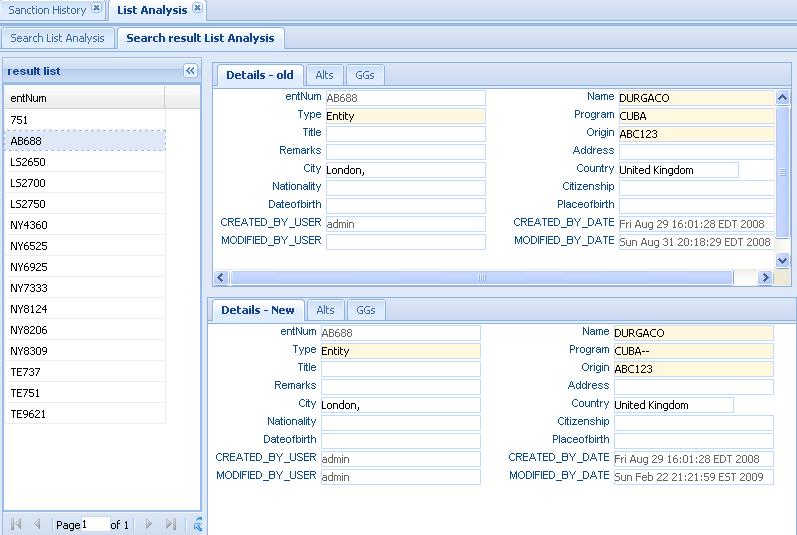 Sanction History List Analysis
Search List Analysis Search result List Analysis
result list
entNum
751
AB688
LS2650
LS2700
LS2750
NY4360
NY6525
NY6925
NY7333
NY8124
NY8206
NY8309
TE737
TE751
TE9621
Page 1 of 1
Details - old Alts GGs
entNum AB688 Name DURGACO
Type Entity Program CUBA
Title Origin ABC123
Remarks Address
City London, Country United Kingdom
Nationality Citizenship
Dateofbirth Placeofbirth
CREATED_BY_USER admin CREATED_BY_DATE Fri Aug 29 16:01:28 EDT 2008
MODIFIED_BY_USER MODIFIED_BY_DATE Sun Aug 31 20:18:29 EDT 2008
Details - New Alts GGs
entNum AB688 Name DURGACO
Type Entity Program CUBA--
Title Origin ABC123
Remarks Address
City London, Country United Kingdom
Nationality Citizenship
Dateofbirth Placeofbirth
CREATED_BY_USER admin CREATED_BY_DATE Fri Aug 29 16:01:28 EDT 2008
MODIFIED_BY_USER admin MODIFIED_BY_DATE Sun Feb 22 21:21:59 EST 2009